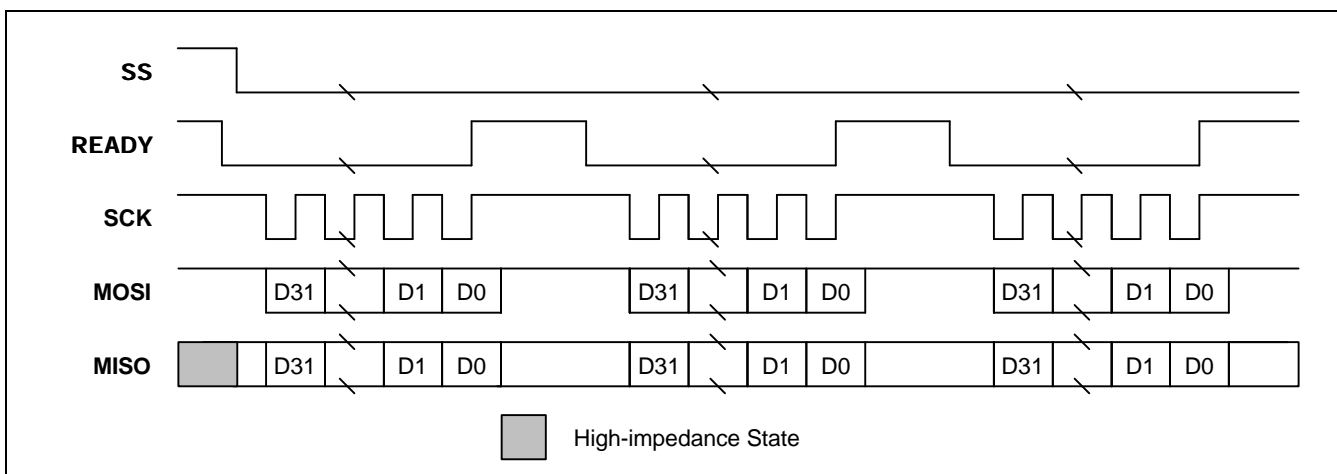 SS
READY
SCK
MOSI D31 D1 D0 D31 D1 D0 D31 D1 D0
MISO D31 D1 D0 D31 D1 D0 D31 D1 D0
High-impedance State